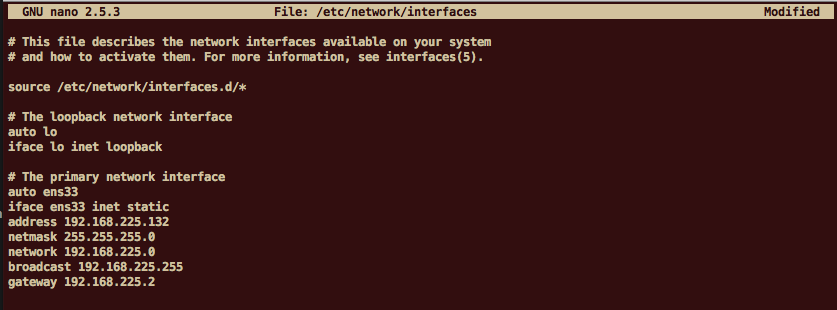 GNU nano 2.5.3 File: /etc/network/interfaces Modified
# This file describes the network interfaces available on your system
# and how to activate them. For more information, see interfaces(5).
source /etc/network/interfaces.d/*
# The loopback network interface
auto lo
iface lo inet loopback
# The primary network interface
auto ens33
iface ens33 inet static
address 192.168.225.132
netmask 255.255.255.0
network 192.168.225.0
broadcast 192.168.225.255
gateway 192.168.225.2